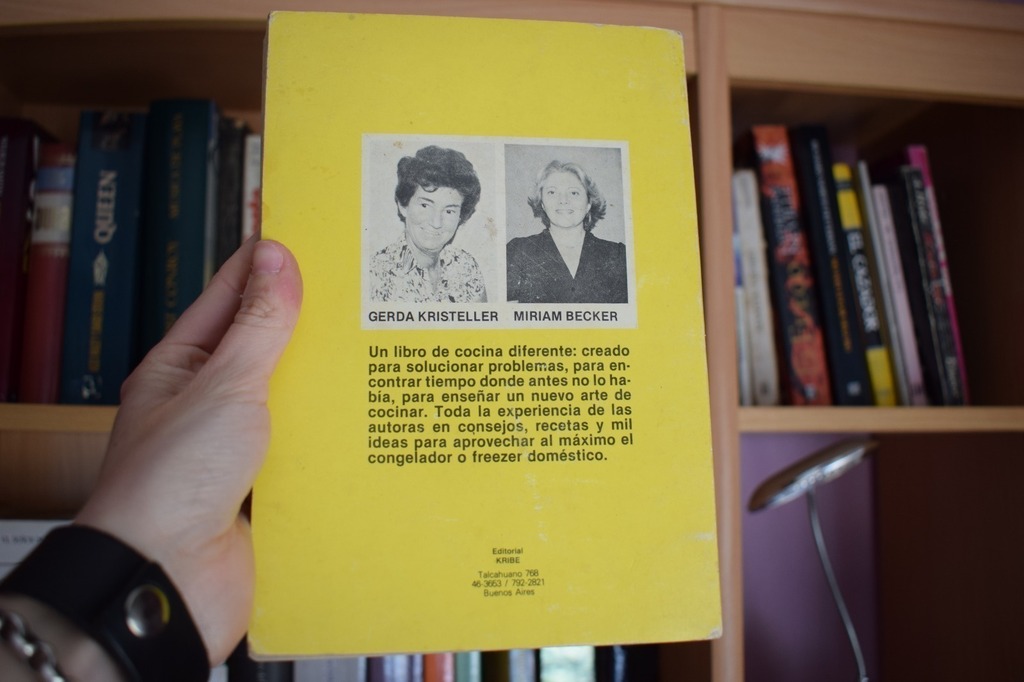 GERDA KRISTELLER MIRIAM BECKER
Un libro de cocina diferente: creado
para solucionar problemas, para en-
contrar tiempo donde antes no lo ha-
bía, para enseñar un nuevo arte de
cocinar. Toda la experiencia de las
autoras en consejos, recetas y mil
ideas para aprovechar al máximo el
congelador o freezer doméstico.
Editorial
KRIBE
Talcahuano 768
46-3653 / 792-2821
Buenos Aires
QUEEN
EL CAZADOR